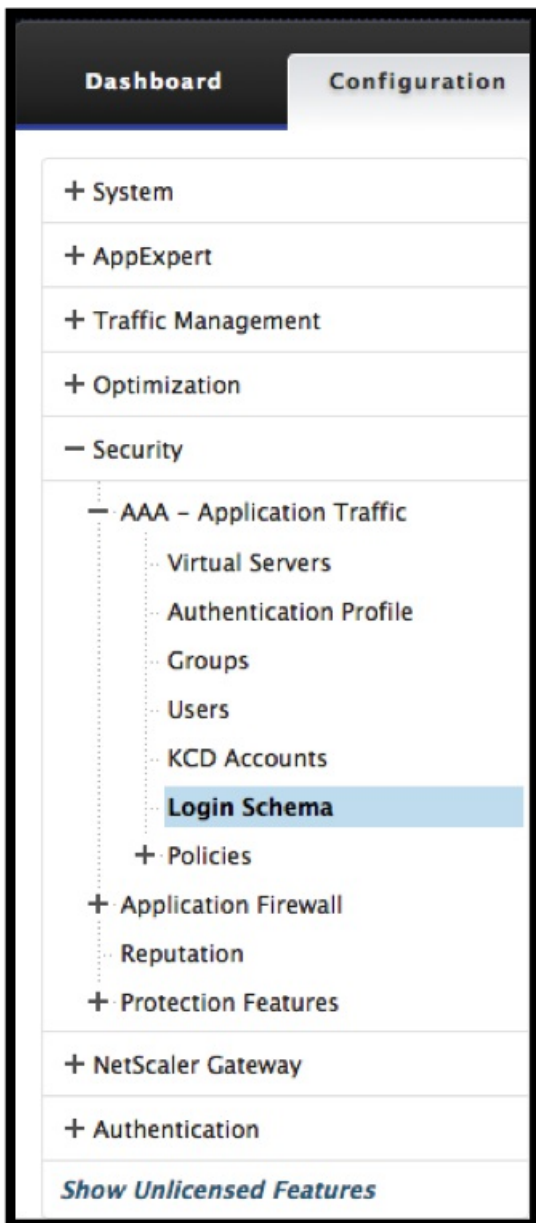 Dashboard Configuration
+ System
+ AppExpert
+ Traffic Management
+ Optimization
− Security
− AAA – Application Traffic
Virtual Servers
Authentication Profile
Groups
Users
KCD Accounts
Login Schema
+ Policies
+ Application Firewall
Reputation
+ Protection Features
+ NetScaler Gateway
+ Authentication
Show Unlicensed Features